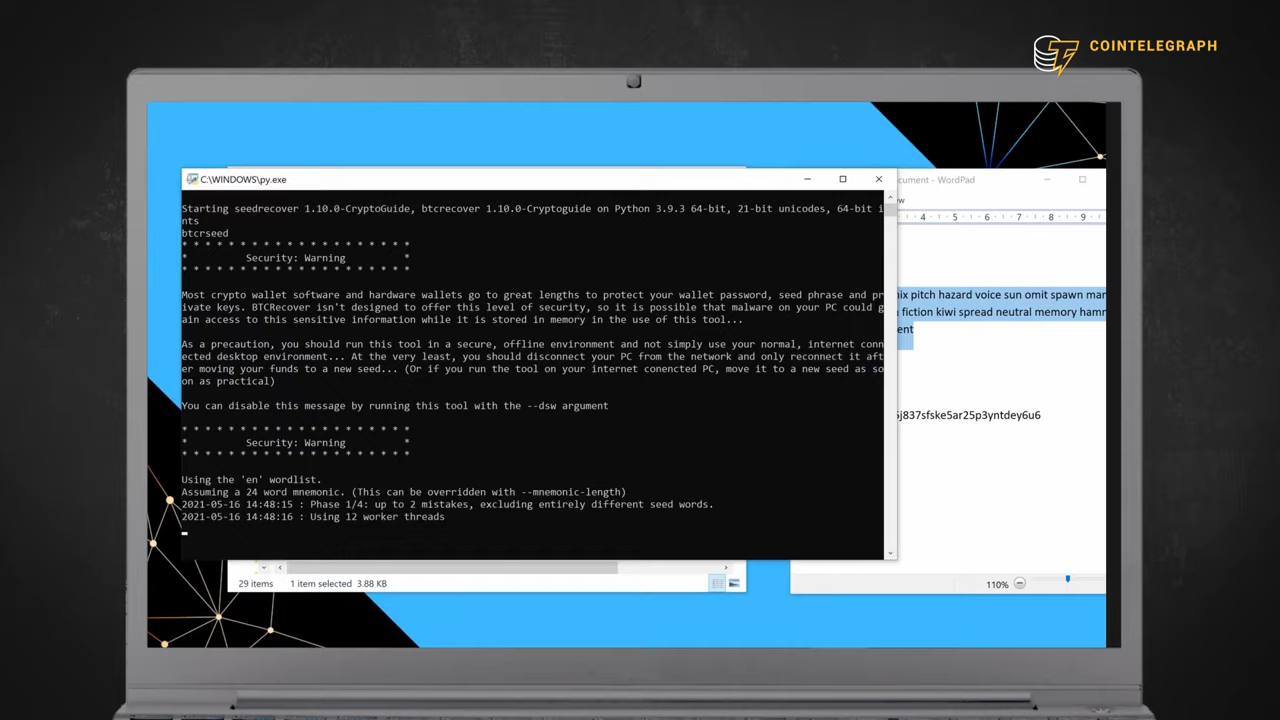 COINTELEGRAPH
C:\WINDOWS\py.exe
Starting seedrecover 1.10.0-CryptoGuide, btcrecover 1.10.0-Cryptoguide on Python 3.9.3 64-bit, 21-bit unicodes, 64-bit i
nts
btcrseed
* * * * * * * * * * * * * * * * * * * *
* Security: Warning *
* * * * * * * * * * * * * * * * * * * *
Most crypto wallet software and hardware wallets go to great lengths to protect your wallet password, seed phrase and pr
ivate keys. BTCRecover isn't designed to offer this level of security, so it is possible that malware on your PC could g
ain access to this sensitive information while it is stored in memory in the use of this tool...
As a precaution, you should run this tool in a secure, offline environment and not simply use your normal, internet conn
ected desktop environment... At the very least, you should disconnect your PC from the network and only reconnect it aft
er moving your funds to a new seed... (Or if you run the tool on your internet conencted PC, move it to a new seed as so
on as practical)
You can disable this message by running this tool with the --dsw argument
* * * * * * * * * * * * * * * * * * * *
* Security: Warning *
* * * * * * * * * * * * * * * * * * * *
Using the 'en' wordlist.
Assuming a 24 word mnemonic. (This can be overridden with --mnemonic-length)
2021-05-16 14:48:15 : Phase 1/4: up to 2 mistakes, excluding entirely different seed words.
2021-05-16 14:48:16 : Using 12 worker threads
29 items 1 item selected 3.88 KB
cument - WordPad
ew
4 5 6 7 8 9
pitch hazard voice sun omit spawn mar
fiction kiwi spread neutral memory hamm
ent
j837sfske5ar25p3yntdey6u6
110%